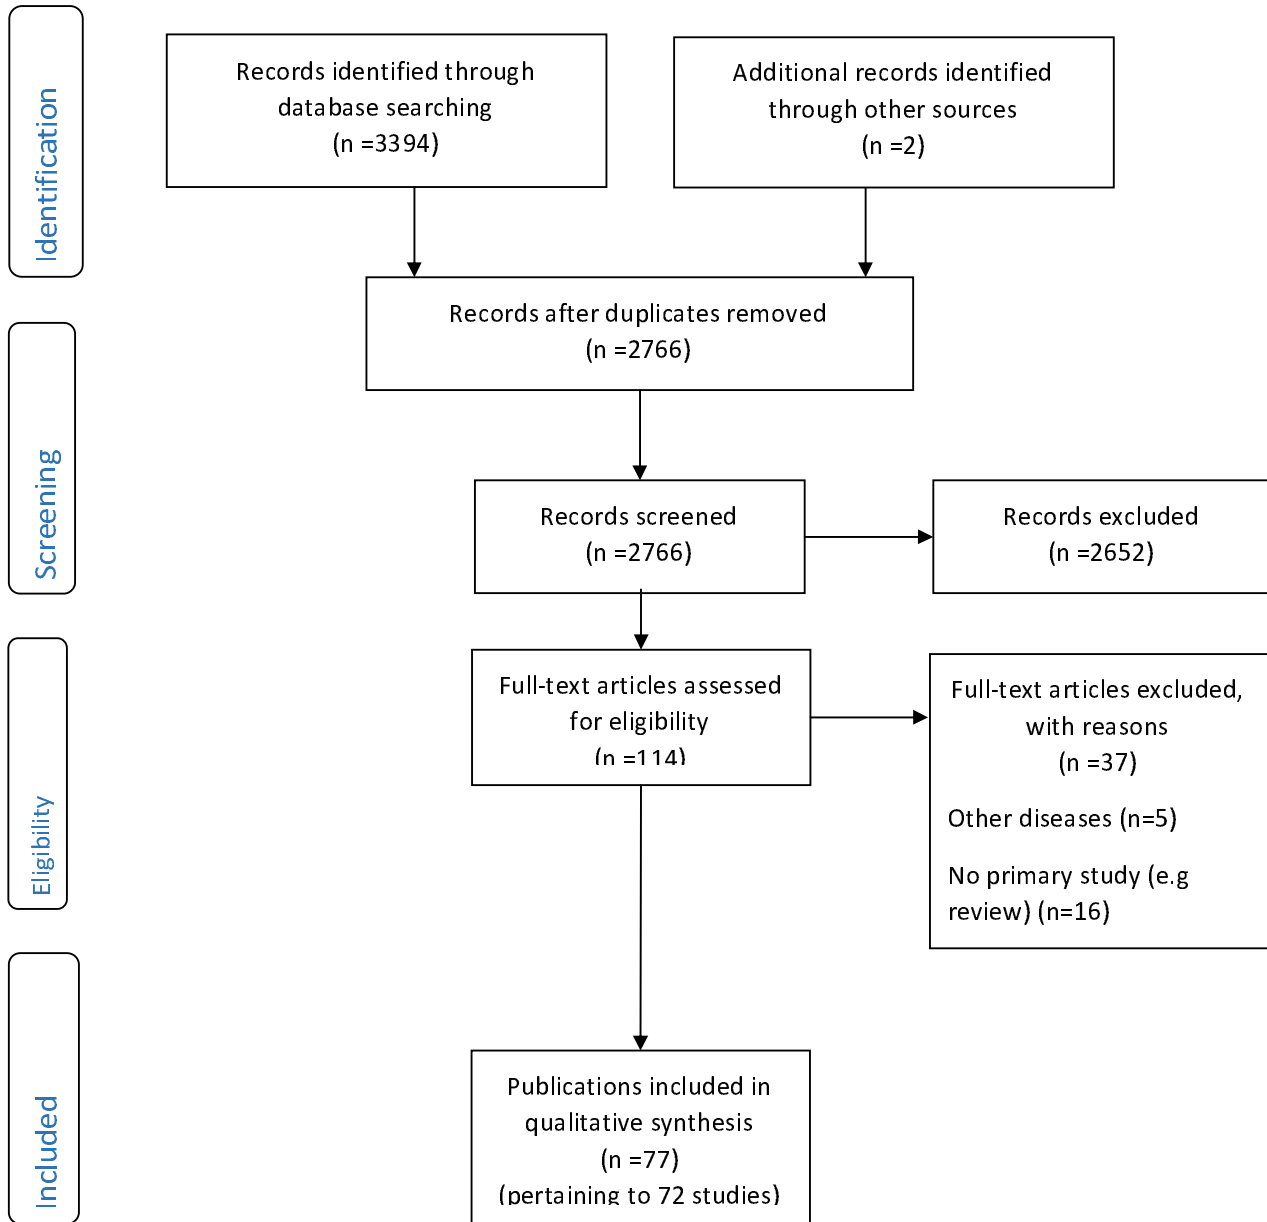 Identification
Records identified through
database searching
(n =3394)
Additional records identified
through other sources
(n =2)
Records after duplicates removed
(n =2766)
Screening
Records screened
(n =2766)
Records excluded
(n =2652)
Eligibility
Full-text articles assessed
for eligibility
(n =114)
Full-text articles excluded,
with reasons
(n =37)
Other diseases (n=5)
No primary study (e.g
review) (n=16)
Included
Publications included in
qualitative synthesis
(n =77)
(pertaining to 72 studies)